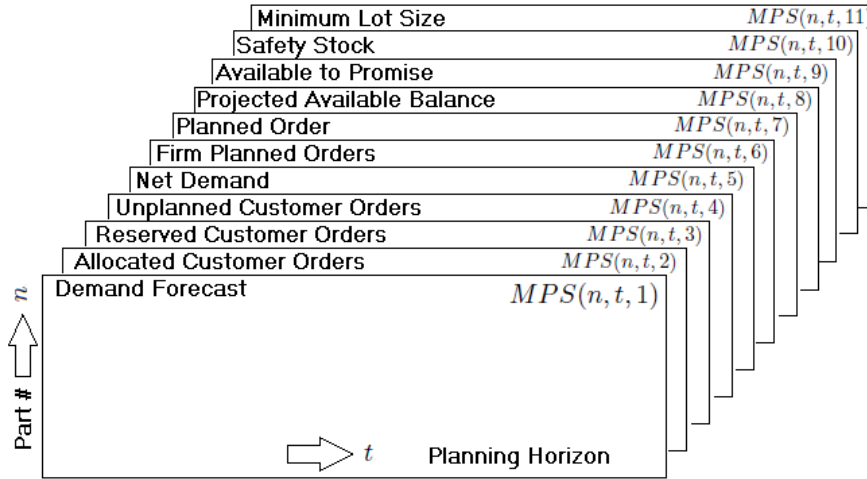 Minimum Lot Size MPS(n,t,11)
Safety Stock MPS(n,t,10)
Available to Promise MPS(n,t,9)
Projected Available Balance MPS(n,t,8)
Planned Order MPS(n,t,7)
Firm Planned Orders MPS(n,t,6)
Net Demand MPS(n,t,5)
Unplanned Customer Orders MPS(n,t,4)
Reserved Customer Orders MPS(n,t,3)
Allocated Customer Orders MPS(n,t,2)
Demand Forecast MPS(n,t,1)
Part # n
t Planning Horizon